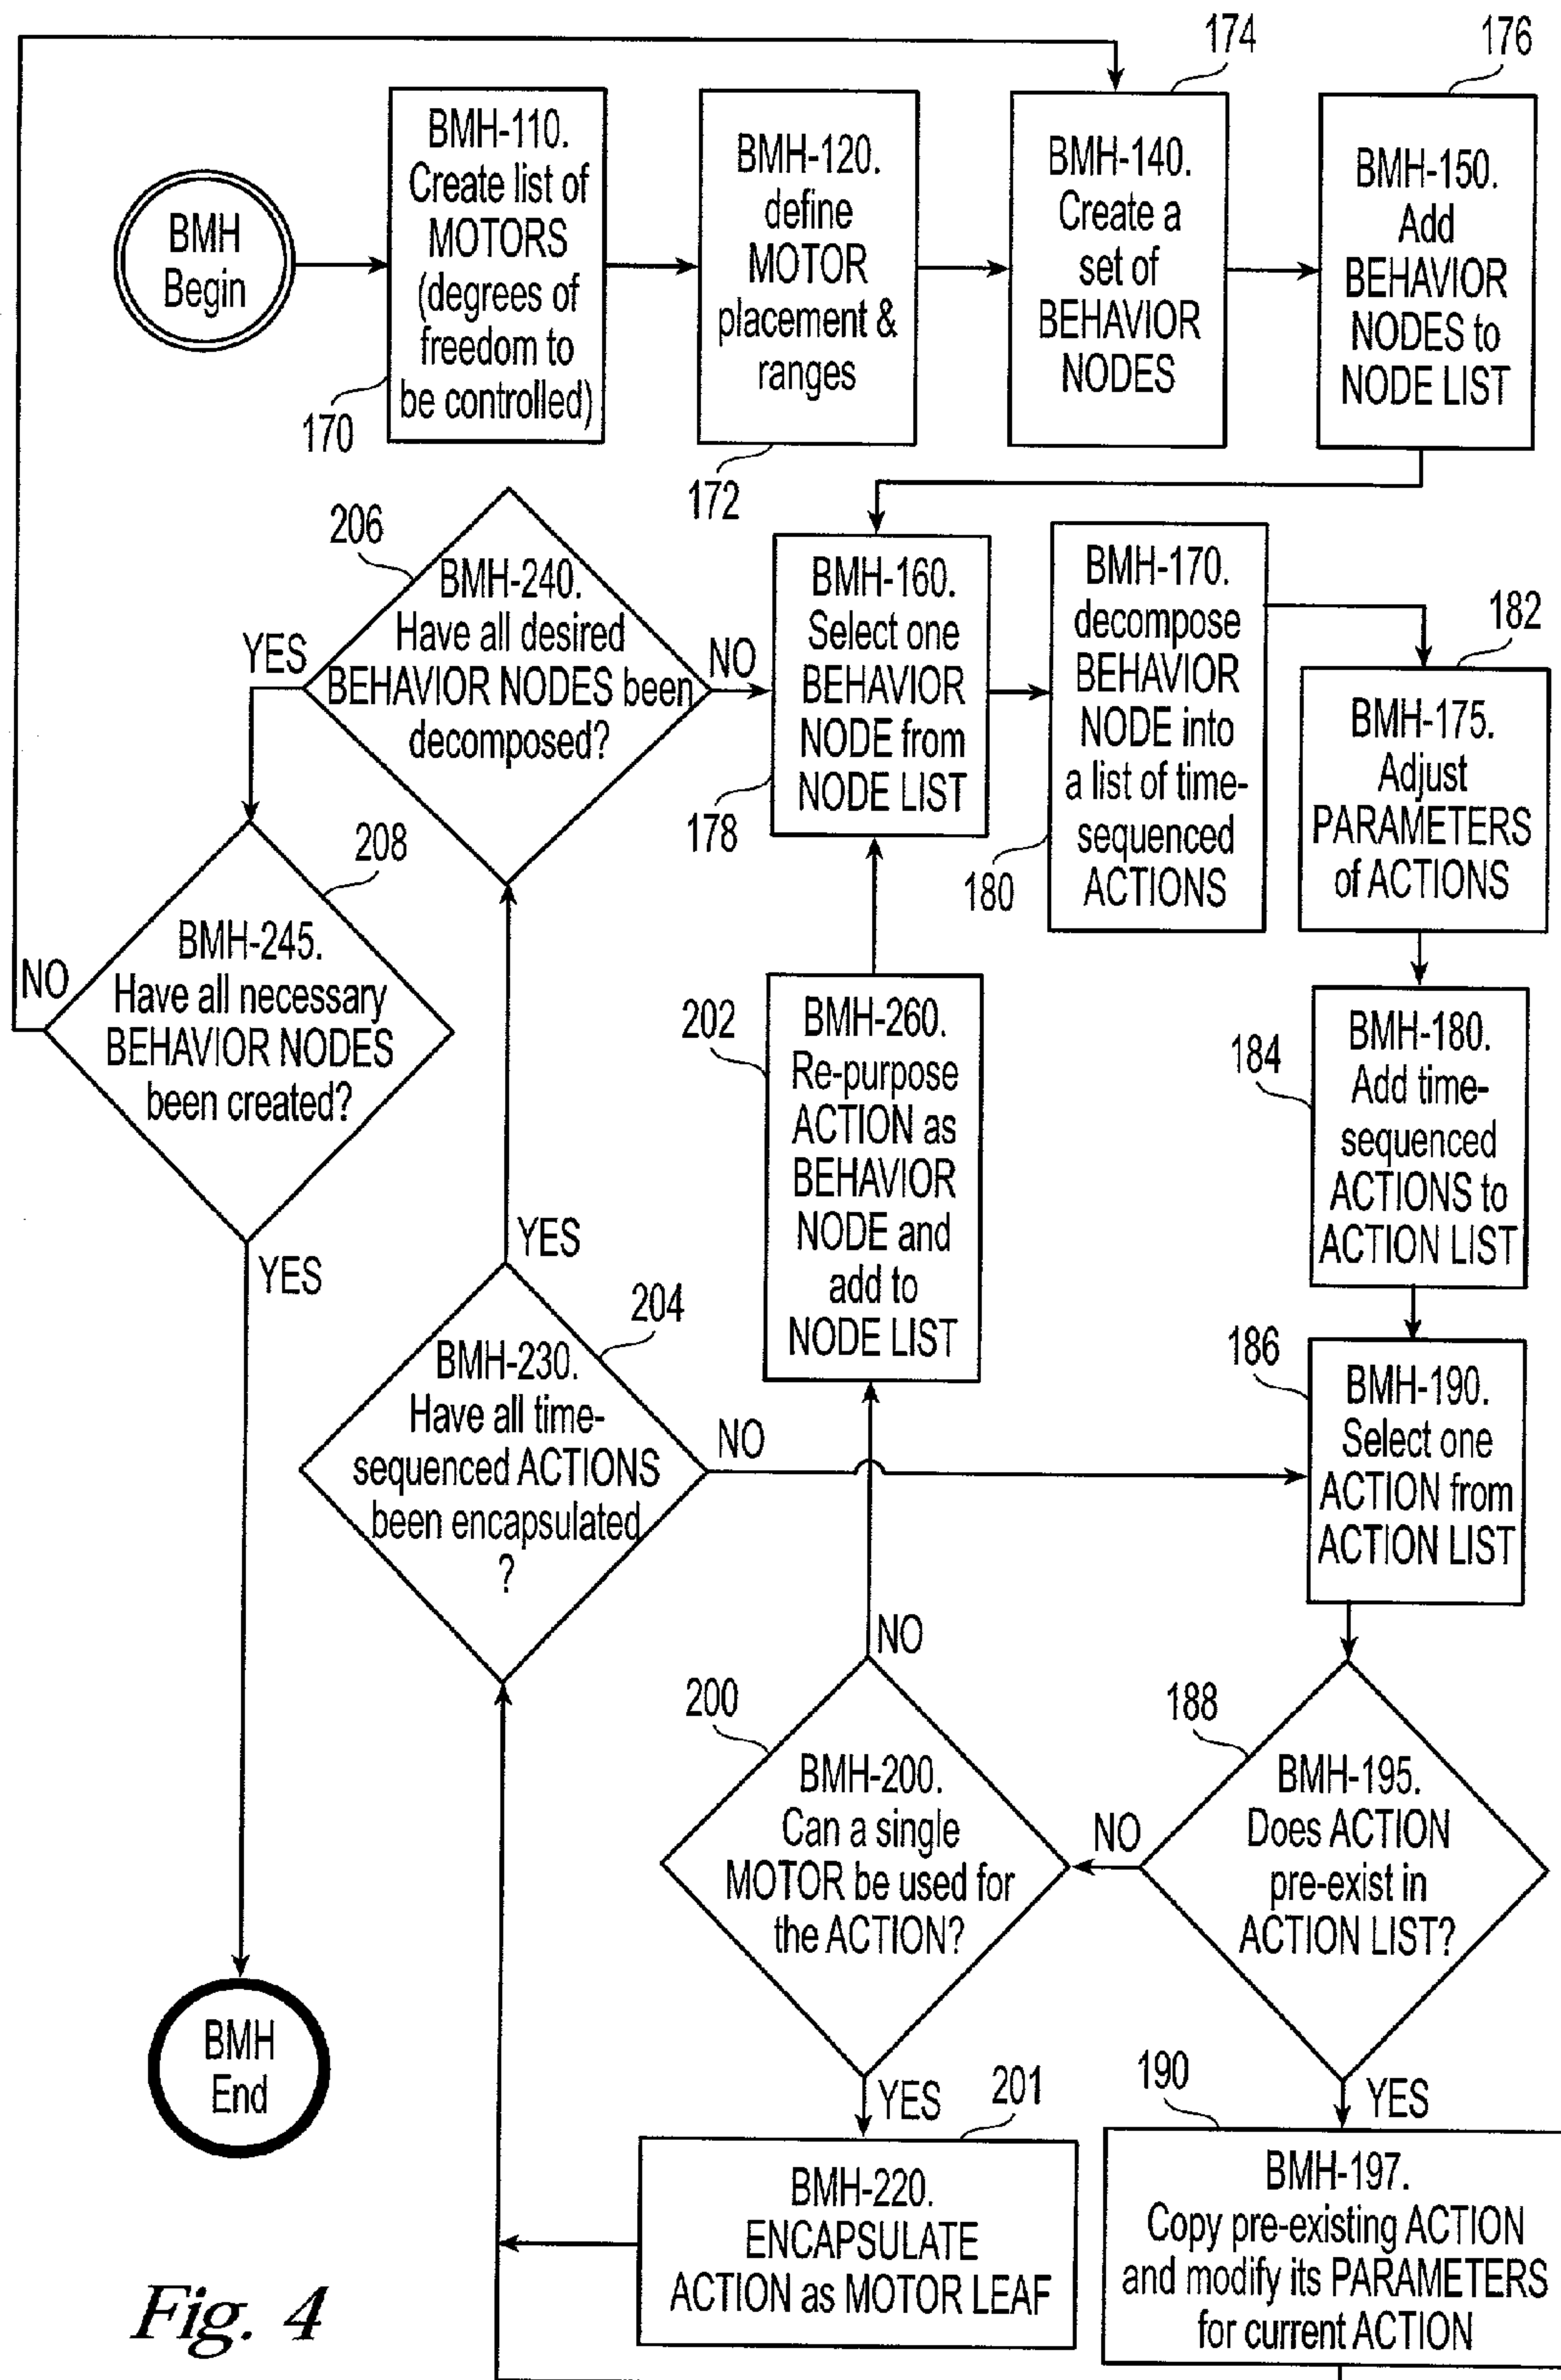 174
176
BMH
Begin
BMH-110.
Create list of
MOTORS
(degrees of
freedom to
be controlled)
170
BMH-120.
define
MOTOR
placement &
ranges
172
BMH-140.
Create a
set of
BEHAVIOR
NODES
BMH-150.
Add
BEHAVIOR
NODES to
NODE LIST
206
BMH-240.
Have all desired
BEHAVIOR NODES been
decomposed?
YES
NO
BMH-160.
Select one
BEHAVIOR
NODE from
NODE LIST
178
BMH-170.
decompose
BEHAVIOR
NODE into
a list of time-
sequenced
ACTIONS
180
182
BMH-175.
Adjust
PARAMETERS
of ACTIONS
208
BMH-245.
Have all necessary
BEHAVIOR NODES
been created?
NO
YES
202
BMH-260.
Re-purpose
ACTION as
BEHAVIOR
NODE and
add to
NODE LIST
184
BMH-180.
Add time-
sequenced
ACTIONS to
ACTION LIST
YES
204
BMH-230.
Have all time-
sequenced ACTIONS
been encapsulated
?
NO
186
BMH-190.
Select one
ACTION from
ACTION LIST
NO
200
BMH-200.
Can a single
MOTOR be used for
the ACTION?
NO
188
BMH-195.
Does ACTION
pre-exist in
ACTION LIST?
BMH
End
YES
201
BMH-220.
ENCAPSULATE
ACTION as MOTOR LEAF
190
YES
BMH-197.
Copy pre-existing ACTION
and modify its PARAMETERS
for current ACTION
Fig. 4